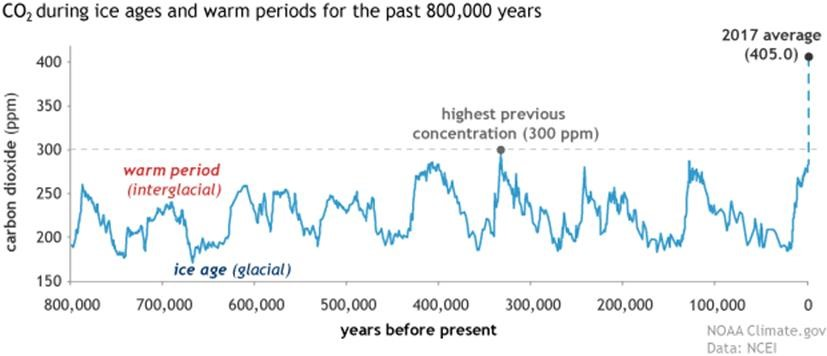 CO₂ during ice ages and warm periods for the past 800,000 years
2017 average
(405.0)
400
350
300
250
200
150
carbon dioxide (ppm)
highest previous
concentration (300 ppm)
warm period
(interglacial)
ice age (glacial)
800,000 700,000 600,000 500,000 400,000 300,000 200,000 100,000 0
years before present
NOAA Climate.gov
Data: NCEI